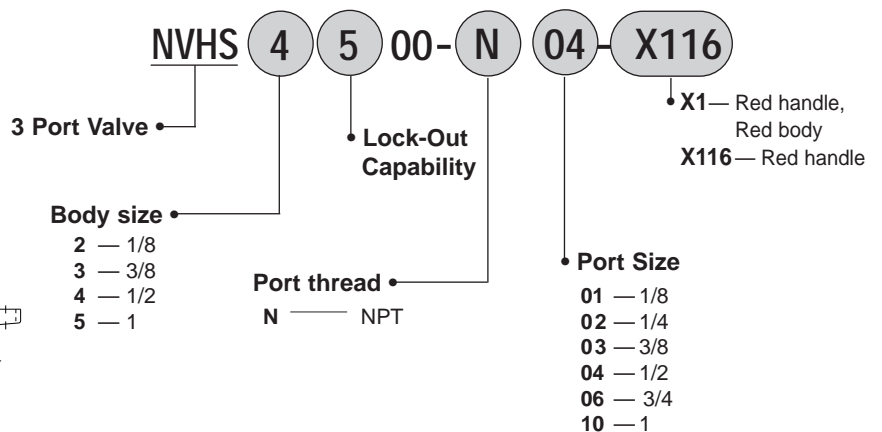 NVHS 4 5 00 - N 04 - X116
3 Port Valve
Lock-Out
Capability
X1 — Red handle,
Red body
X116 — Red handle
Body size
2 — 1/8
3 — 3/8
4 — 1/2
5 — 1
Port thread
N — NPT
Port Size
01 — 1/8
02 — 1/4
03 — 3/8
04 — 1/2
06 — 3/4
10 — 1